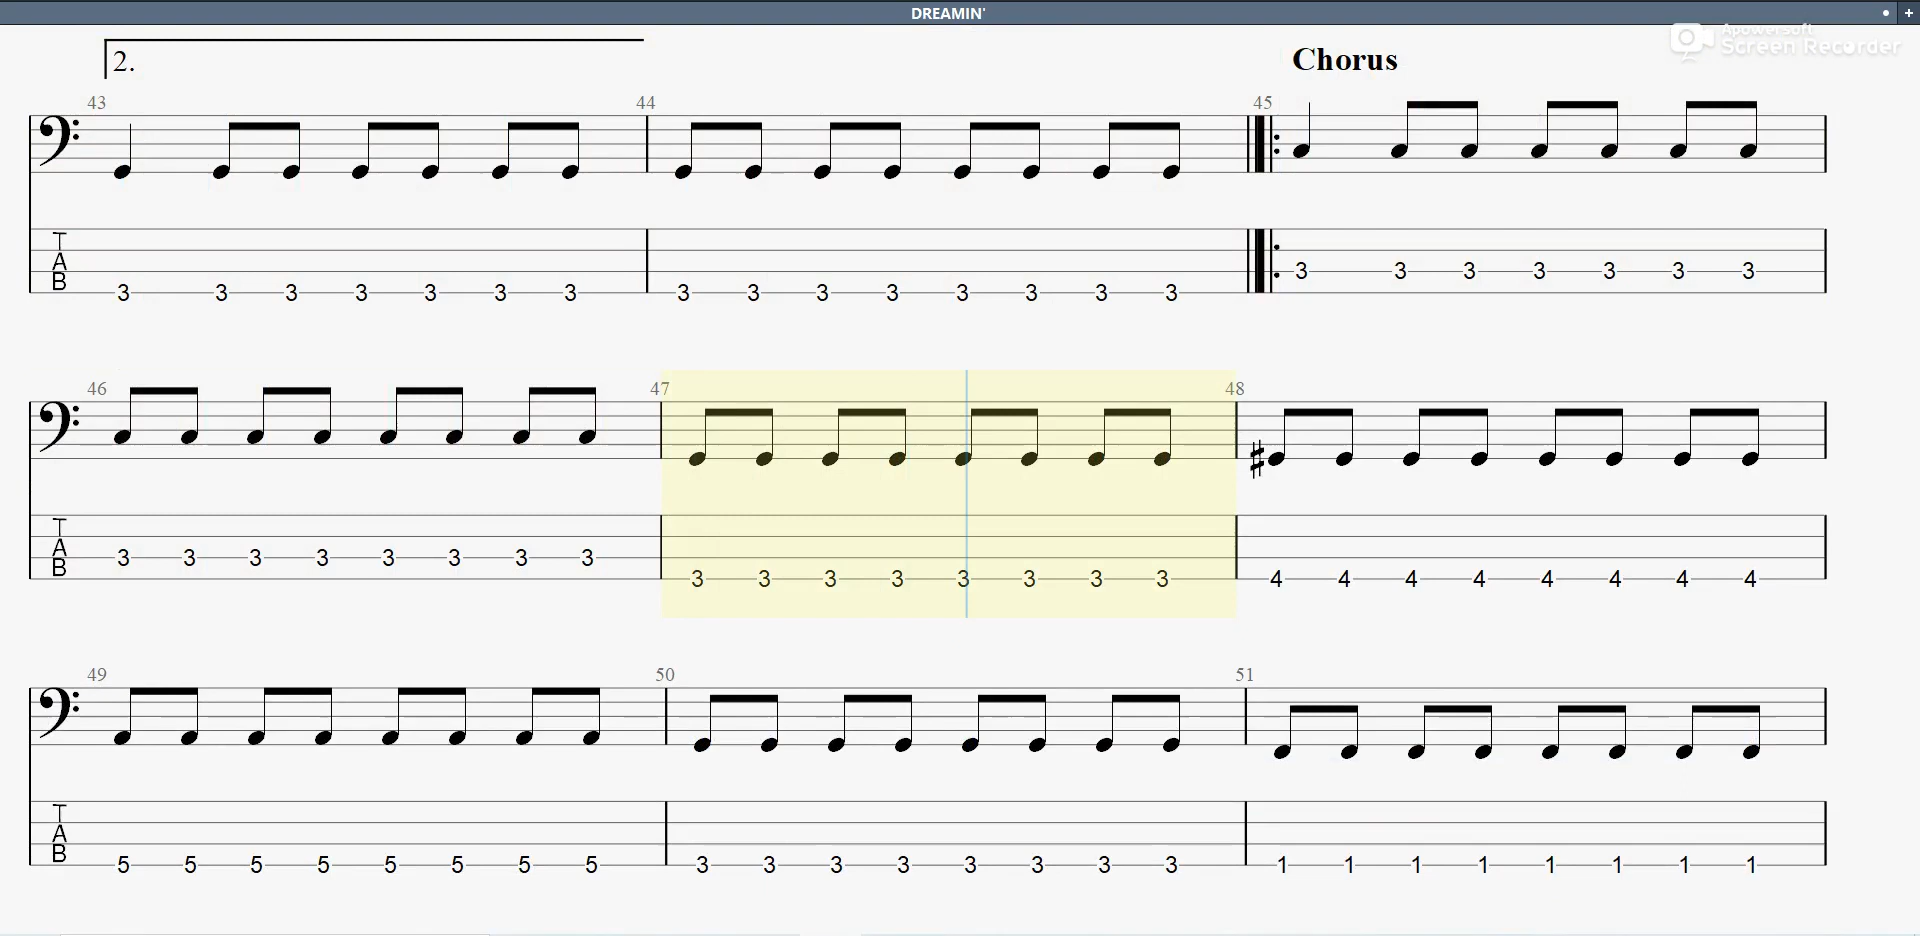 DREAMIN'
Apowersoft
Screen Recorder
2.
Chorus
43 44 45
T
A
B
3 3 3 3 3 3 3 3 3 3 3 3 3 3 3 3 3 3 3 3 3 3
46 47 48
T
A
B
3 3 3 3 3 3 3 3 3 3 3 3 3 3 3 3 4 4 4 4 4 4 4 4
49 50 51
T
A
B
5 5 5 5 5 5 5 5 3 3 3 3 3 3 3 3 1 1 1 1 1 1 1 1